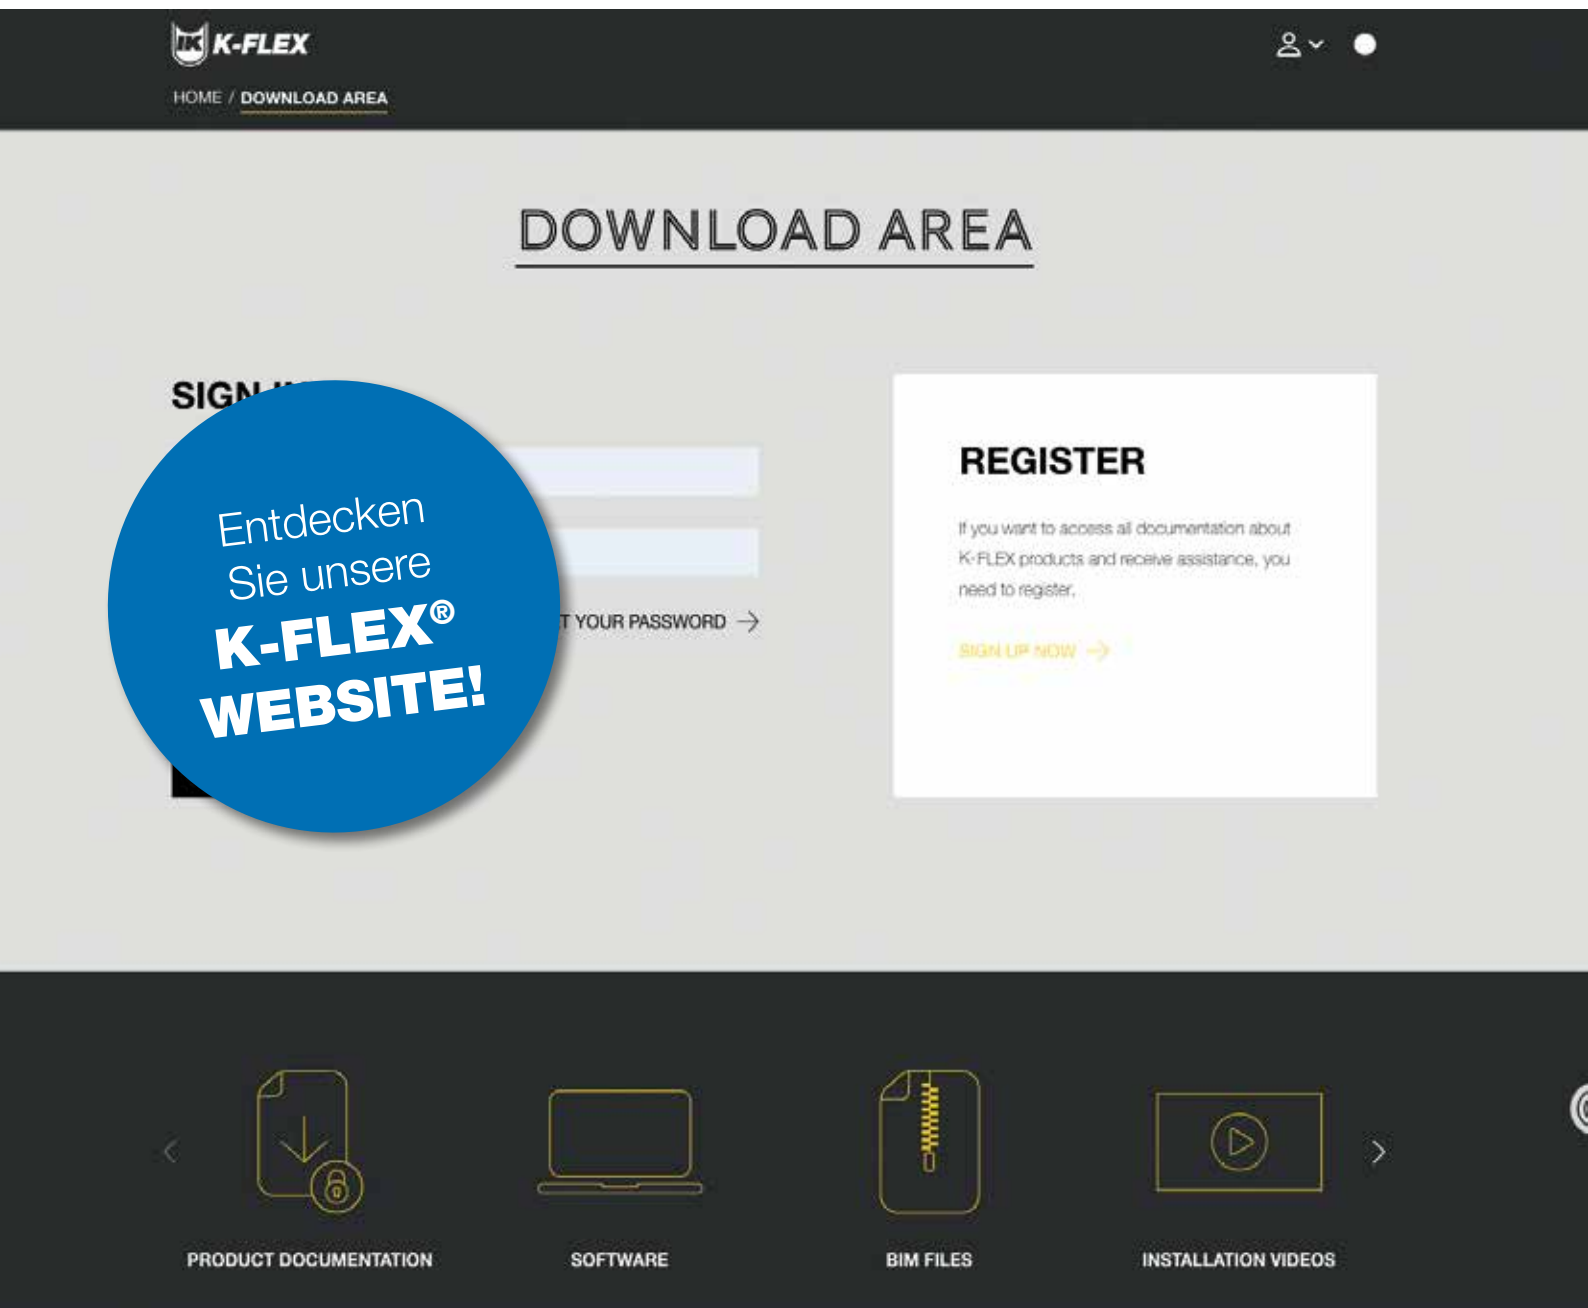 K-FLEX
HOME / DOWNLOAD AREA
DOWNLOAD AREA
SIGN
Entdecken
Sie unsere
K-FLEX®
WEBSITE!
T YOUR PASSWORD
REGISTER
If you want to access all documentation about
K-FLEX products and receive assistance, you
need to register.
SIGN UP NOW
PRODUCT DOCUMENTATION
SOFTWARE
BIM FILES
INSTALLATION VIDEOS